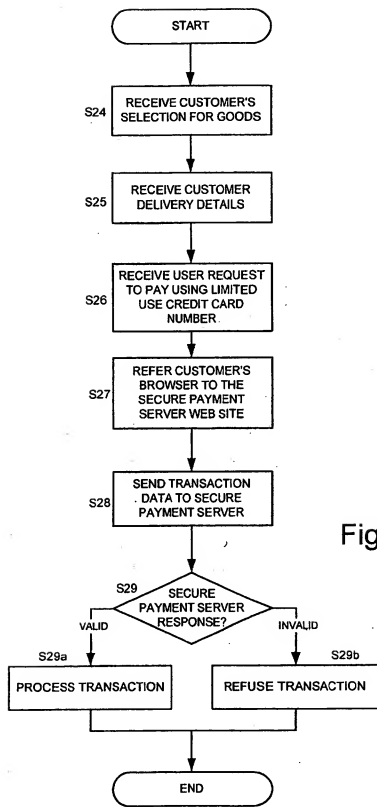 START
S24
RECEIVE CUSTOMER'S
SELECTION FOR GOODS
S25
RECEIVE CUSTOMER
DELIVERY DETAILS
S26
RECEIVE USER REQUEST
TO PAY USING LIMITED
USE CREDIT CARD
NUMBER
S27
REFER CUSTOMER'S
BROWSER TO THE
SECURE PAYMENT
SERVER WEB SITE
S28
SEND TRANSACTION
DATA TO SECURE
PAYMENT SERVER
Fig
S29
SECURE
PAYMENT SERVER
RESPONSE?
VALID
INVALID
S29a
S29b
PROCESS TRANSACTION
REFUSE TRANSACTION
END